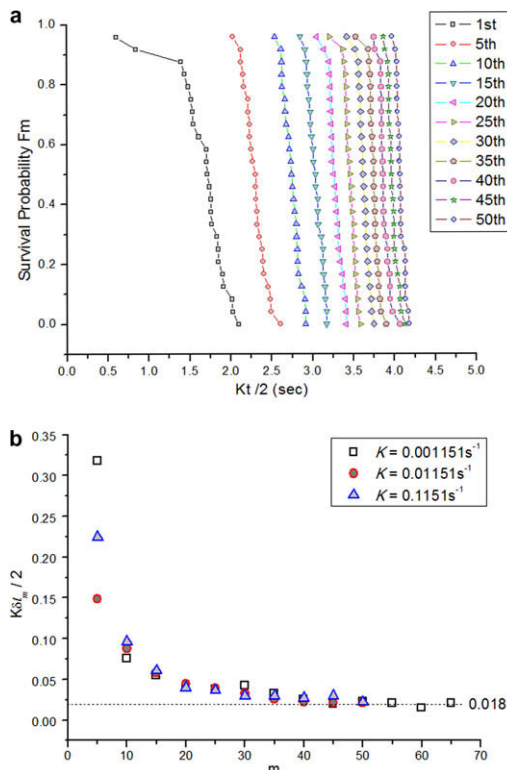 a
Survival Probability Fm
1.0
0.8
0.6
0.4
0.2
0.0
0.0 0.5 1.0 1.5 2.0 2.5 3.0 3.5 4.0 4.5 5.0
Kt /2 (sec)
1st
5th
10th
15th
20th
25th
30th
35th
40th
45th
50th
b
Kδt_m / 2
0.35
0.30
0.25
0.20
0.15
0.10
0.05
0.00
K = 0.001151s⁻¹
K = 0.01151s⁻¹
K = 0.1151s⁻¹
0.018
0 10 20 30 40 50 60 70
m